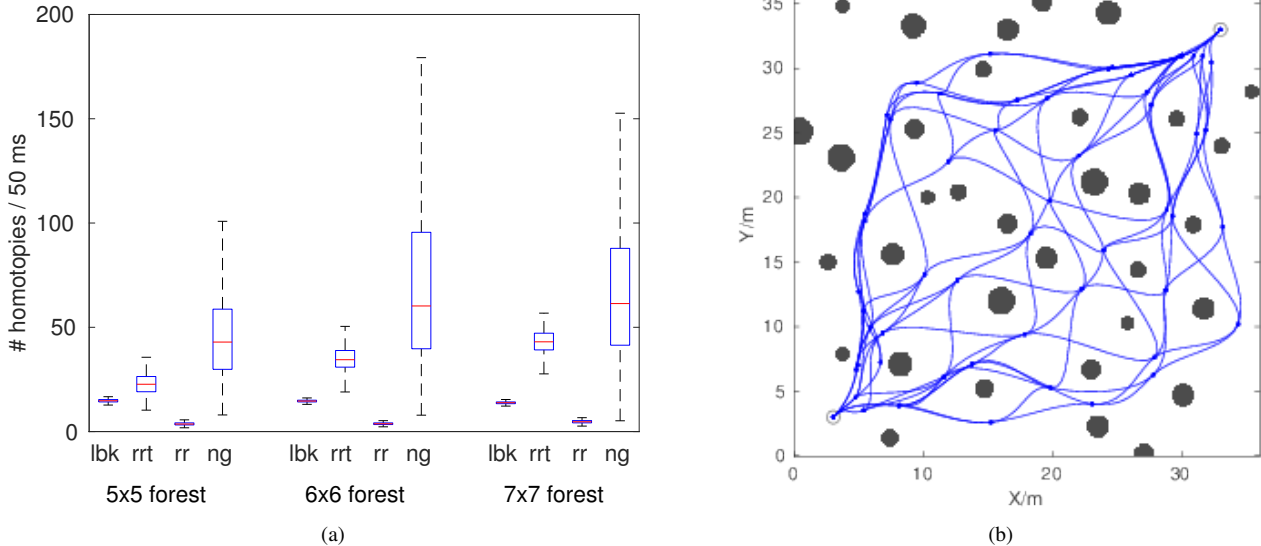 200
150
100
50
0
# homotopies / 50 ms
lbk rrt rr ng lbk rrt rr ng lbk rrt rr ng
5x5 forest 6x6 forest 7x7 forest
(a)
35
30
25
20
15
10
5
0
Y/m
0 10 20 30
X/m
(b)